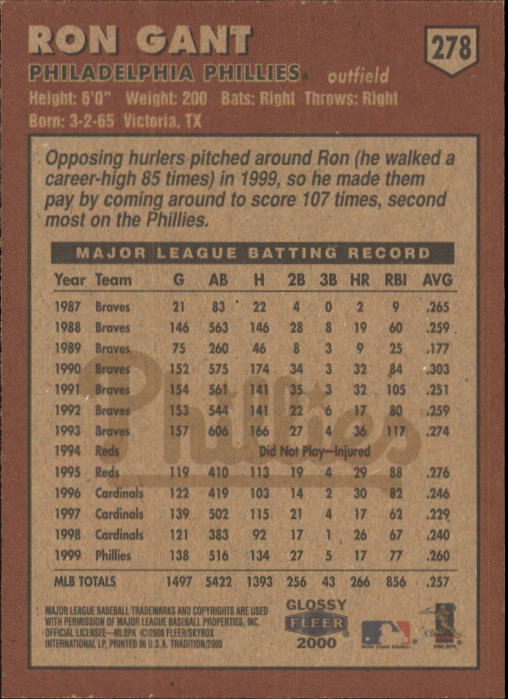 RON GANT
278
PHILADELPHIA PHILLIES® outfield
Height: 6'0" Weight: 200 Bats: Right Throws: Right
Born: 3-2-65 Victoria, TX
Opposing hurlers pitched around Ron (he walked a
career-high 85 times) in 1999, so he made them
pay by coming around to score 107 times, second
most on the Phillies.
MAJOR LEAGUE BATTING RECORD
Year Team G AB H 2B 3B HR RBI AVG
1987 Braves 21 83 22 4 0 2 9 .265
1988 Braves 146 563 146 28 8 19 60 .259
1989 Braves 75 260 46 8 3 9 25 .177
1990 Braves 152 575 174 34 3 32 84 .303
1991 Braves 154 561 141 35 3 32 105 .251
1992 Braves 153 544 141 22 6 17 80 .259
1993 Braves 157 606 166 27 4 36 117 .274
1994 Reds Did Not Play—Injured
1995 Reds 119 410 113 19 4 29 88 .276
1996 Cardinals 122 419 103 14 2 30 82 .246
1997 Cardinals 139 502 115 21 4 17 62 .229
1998 Cardinals 121 383 92 17 1 26 67 .240
1999 Phillies 138 516 134 27 5 17 77 .260
MLB TOTALS 1497 5422 1393 256 43 266 856 .257
Phillies
MAJOR LEAGUE BASEBALL TRADEMARKS AND COPYRIGHTS ARE USED
WITH PERMISSION OF MAJOR LEAGUE BASEBALL PROPERTIES, INC.
OFFICIAL LICENSEE—MLBPA ©2000 FLEER/SKYBOX
INTERNATIONAL LP, PRINTED IN U.S.A. TRADITION/2000
GLOSSY
FLEER
2000
MAJOR LEAGUE BASEBALL